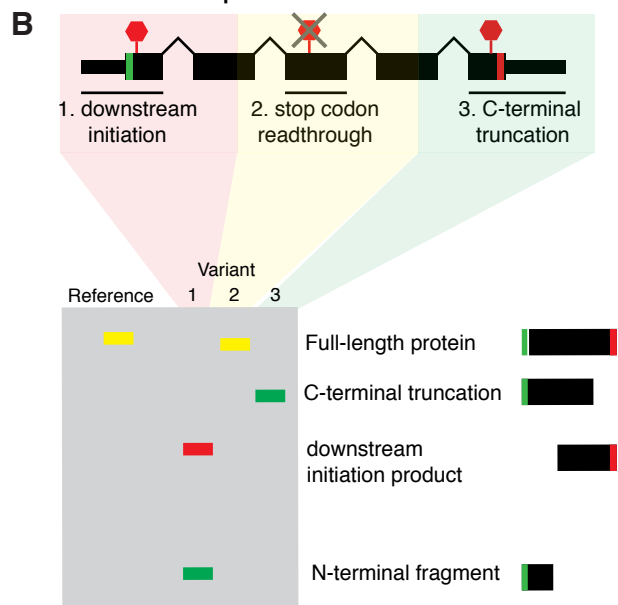 B
1. downstream
initiation
2. stop codon
readthrough
3. C-terminal
truncation
Variant
Reference 1 2 3
Full-length protein
C-terminal truncation
downstream
initiation product
N-terminal fragment